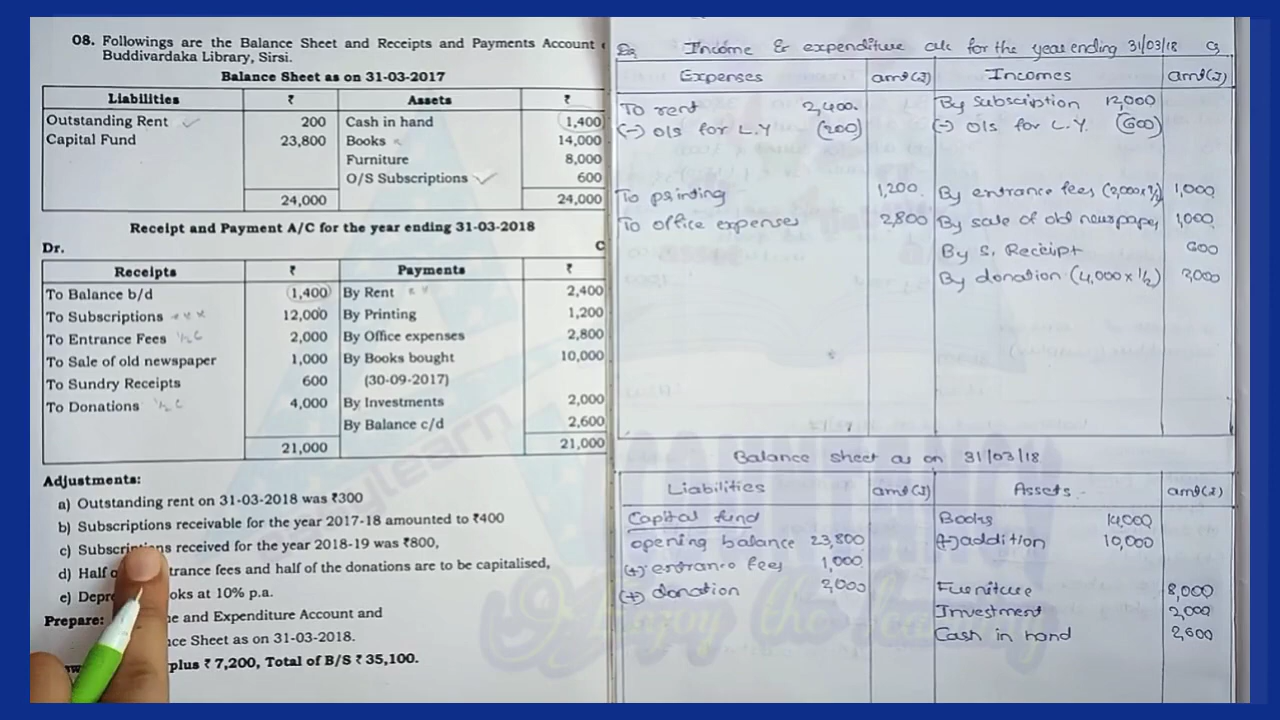 08. Followings are the Balance Sheet and Receipts and Payments Account
Buddivardaka Library, Sirsi.
Balance Sheet as on 31-03-2017
Liabilities ₹ Assets ₹
Outstanding Rent 200 Cash in hand 1,400
Capital Fund 23,800 Books 14,000
Furniture 8,000
O/S Subscriptions 600
24,000 24,000
Receipt and Payment A/C for the year ending 31-03-2018
Dr. C
Receipts ₹ Payments ₹
To Balance b/d 1,400 By Rent 2,400
To Subscriptions 12,000 By Printing 1,200
To Entrance Fees ½ C 2,000 By Office expenses 2,800
To Sale of old newspaper 1,000 By Books bought 10,000
To Sundry Receipts 600 (30-09-2017)
To Donations ½ C 4,000 By Investments 2,000
By Balance c/d 2,600
21,000 21,000
Adjustments:
a) Outstanding rent on 31-03-2018 was ₹300
b) Subscriptions receivable for the year 2017-18 amounted to ₹400
c) Subscriptions received for the year 2018-19 was ₹800,
d) Half trance fees and half of the donations are to be capitalised,
e) Depre oks at 10% p.a.
Prepare: e and Expenditure Account and
nce Sheet as on 31-03-2018.
plus ₹ 7,200, Total of B/S ₹ 35,100.
Dr Income & expenditure a/c for the year ending 31/03/18 Cr
Expenses amt(₹) Incomes amt(₹)
To rent 2,400 By Subsciption 12,000
(-) o/s for L.Y (200) (-) o/s for L.Y. (600)
To printing 1,200 By entrance fees (2,000x½) 1,000
To office expenses 2,800 By sale of old newspaper 1,000
By S. Receipt 600
By donation (4,000x½) 2,000
Balance sheet as on 31/03/18
Liabilities amt(₹) Assets amt(₹)
Capital fund Books 14,000
opening balance 23,800 (+) addition 10,000
(+) entrance fees 1,000
(+) donation 2,000 Furniture 8,000
Investment 2,000
Cash in hand 2,600